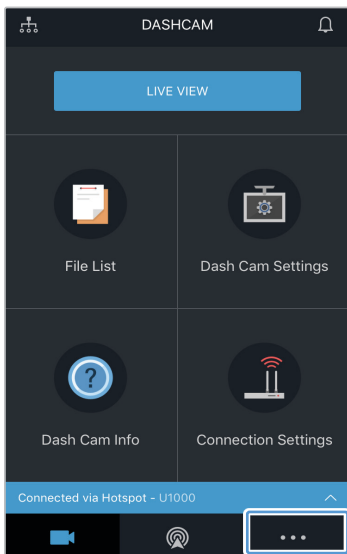 DASHCAM
LIVE VIEW
File List
Dash Cam Settings
?
Dash Cam Info
Connection Settings
Connected via Hotspot - U1000